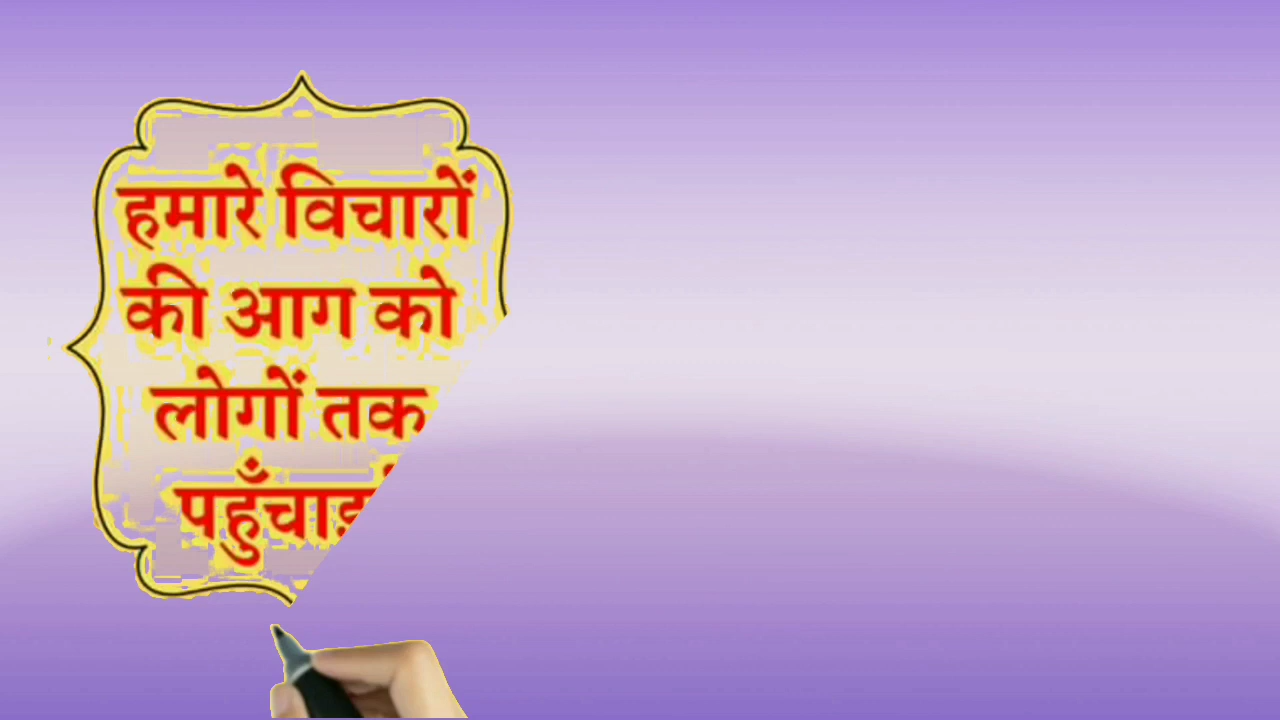 हमारे विचारों
की आग को
लोगों तक